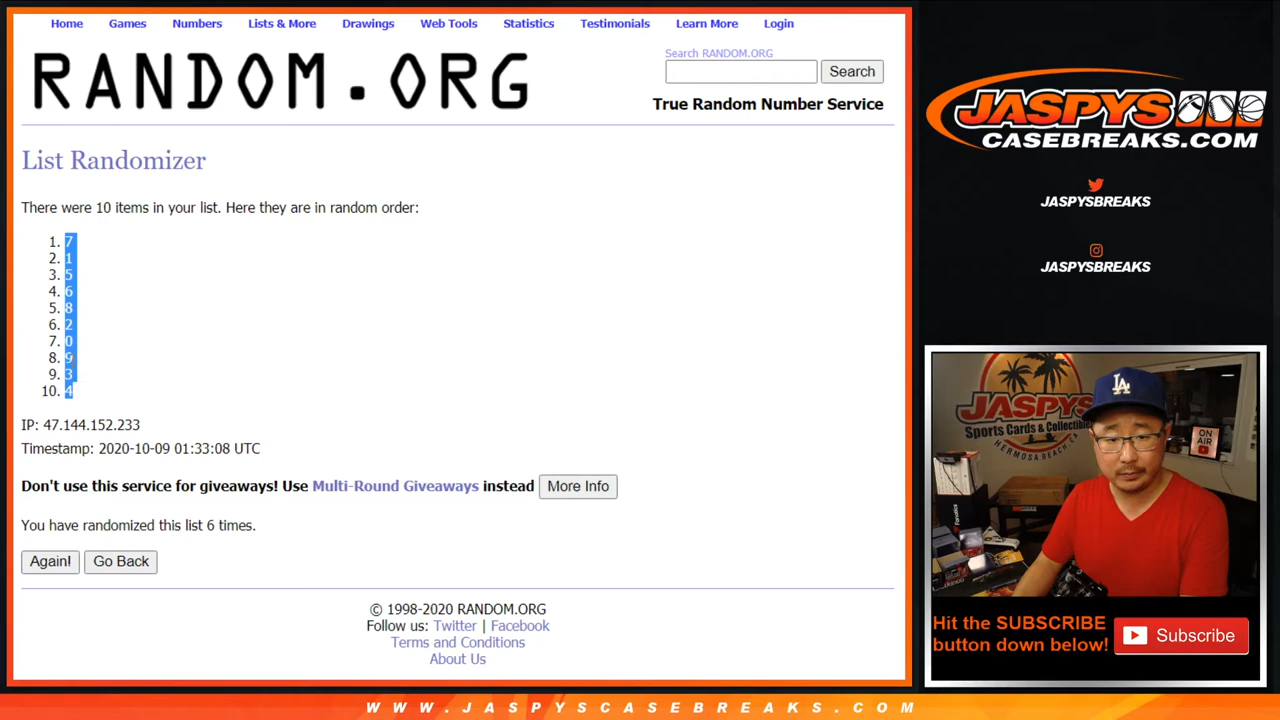 Home Games Numbers Lists & More Drawings Web Tools Statistics Testimonials Learn More Login
RANDOM.ORG
Search RANDOM.ORG
Search
True Random Number Service
List Randomizer
There were 10 items in your list. Here they are in random order:
1. 7
2. 1
3. 5
4. 6
5. 8
6. 2
7. 0
8. 9
9. 3
10. 4
IP: 47.144.152.233
Timestamp: 2020-10-09 01:33:08 UTC
Don't use this service for giveaways! Use Multi-Round Giveaways instead More Info
You have randomized this list 6 times.
Again! Go Back
© 1998-2020 RANDOM.ORG
Follow us: Twitter | Facebook
Terms and Conditions
About Us
JASPYS
CASEBREAKS.COM
JASPYSBREAKS
JASPYSBREAKS
JASPYS
Sports Cards & Collectibles
HERMOSA BEACH, CA
ON AIR
LA
Fanatics
Hit the SUBSCRIBE
button down below!
Subscribe
WWW.JASPYSCASEBREAKS.COM